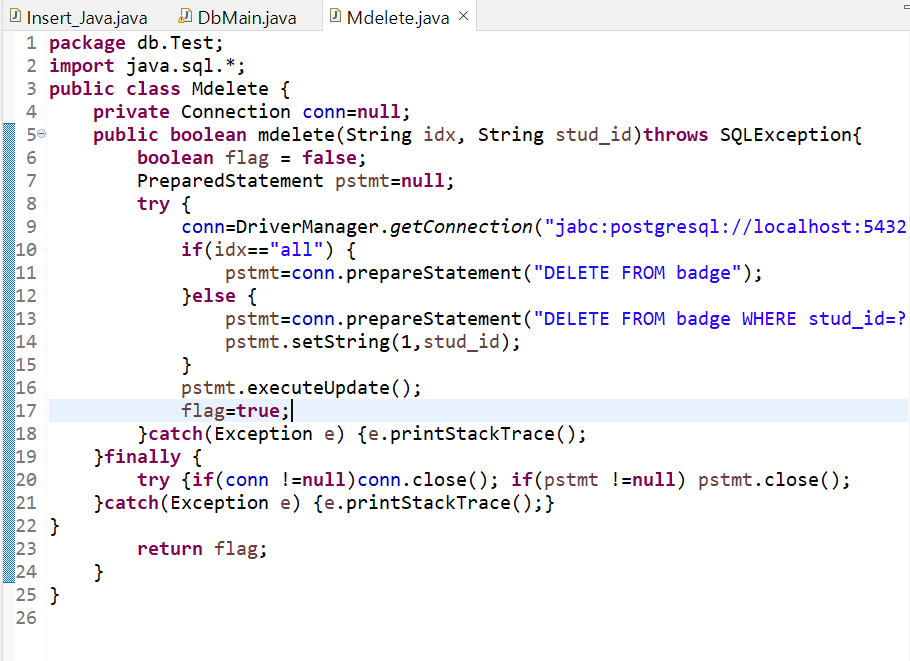 Insert_Java.java DbMain.java Mdelete.java
1 package db.Test;
2 import java.sql.*;
3 public class Mdelete {
4     private Connection conn=null;
5     public boolean mdelete(String idx, String stud_id)throws SQLException{
6         boolean flag = false;
7         PreparedStatement pstmt=null;
8         try {
9             conn=DriverManager.getConnection("jabc:postgresql://localhost:5432
10             if(idx=="all") {
11                 pstmt=conn.prepareStatement("DELETE FROM badge");
12             }else {
13                 pstmt=conn.prepareStatement("DELETE FROM badge WHERE stud_id=?
14                 pstmt.setString(1,stud_id);
15             }
16             pstmt.executeUpdate();
17             flag=true;
18         }catch(Exception e) {e.printStackTrace();
19     }finally {
20         try {if(conn !=null)conn.close(); if(pstmt !=null) pstmt.close();
21     }catch(Exception e) {e.printStackTrace();}
22 }
23         return flag;
24     }
25 }
26